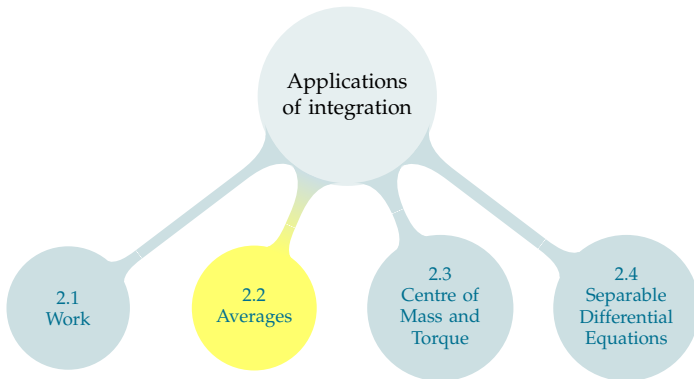 Applications
of integration
2.1
Work
2.2
Averages
2.3
Centre of
Mass and
Torque
2.4
Separable
Differential
Equations